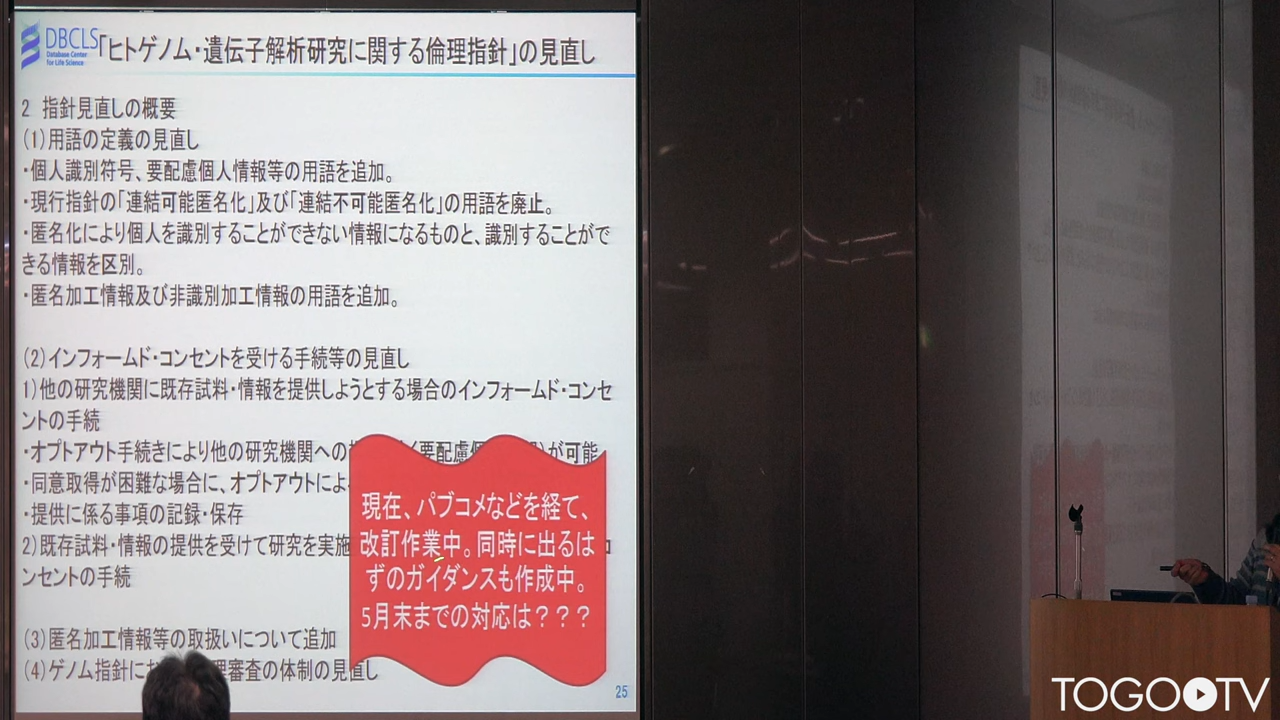 DBCLS
Database Center
for Life Science
「ヒトゲノム・遺伝子解析研究に関する倫理指針」の見直し
2 指針見直しの概要
(1)用語の定義の見直し
・個人識別符号、要配慮個人情報等の用語を追加。
・現行指針の「連結可能匿名化」及び「連結不可能匿名化」の用語を廃止。
・匿名化により個人を識別することができない情報になるものと、識別することがで
きる情報を区別。
・匿名加工情報及び非識別加工情報の用語を追加。
(2)インフォームド・コンセントを受ける手続等の見直し
1)他の研究機関に既存試料・情報を提供しようとする場合のインフォームド・コンセ
ントの手続
・オプトアウト手続きにより他の研究機関への 要配慮個 が可能
・同意取得が困難な場合に、オプトアウトによ
・提供に係る事項の記録・保存
2)既存試料・情報の提供を受けて研究を実施
ンセントの手続
(3)匿名加工情報等の取扱いについて追加
(4)ゲノム指針に 審査の体制の見直し
現在、パブコメなどを経て、
改訂作業中。同時に出るは
ずのガイダンスも作成中。
5月末までの対応は???
25
TOGO TV